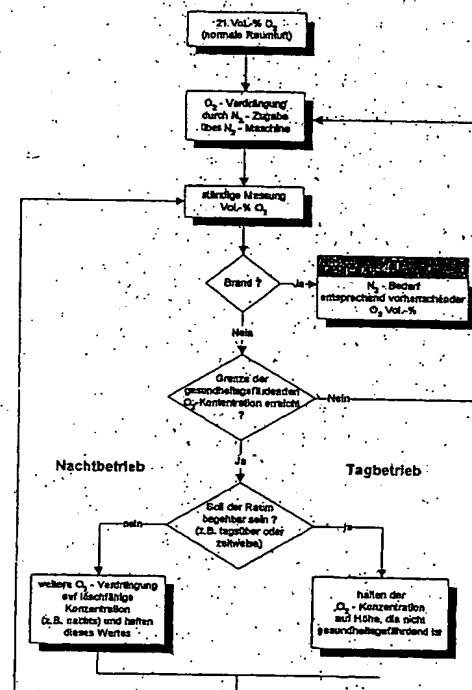 21 Vol.-% O₂
(normale Raumluft)
O₂ - Verdrängung
durch N₂ - Zugabe
über N₂ - Maschine
ständige Messung
Vol.-% O₂
Brand ?
Ja
N₂ - Bedarf
entsprechend vorherrschender
O₂ Vol.-%
Nein
Grenze der
gesundheitsgefährdenden
O₂-Konzentration erreicht
?
Nein
Ja
Nachtbetrieb
Tagbetrieb
Soll der Raum
begehbar sein ?
(z.B. tagsüber oder
zeitweise)
nein
ja
weitere O₂ - Verdrängung
auf löschfähige
Konzentration
(z.B. nachts) und halten
dieses Wertes
halten der
O₂ - Konzentration
auf Höhe, die nicht
gesundheitsgefährdend ist